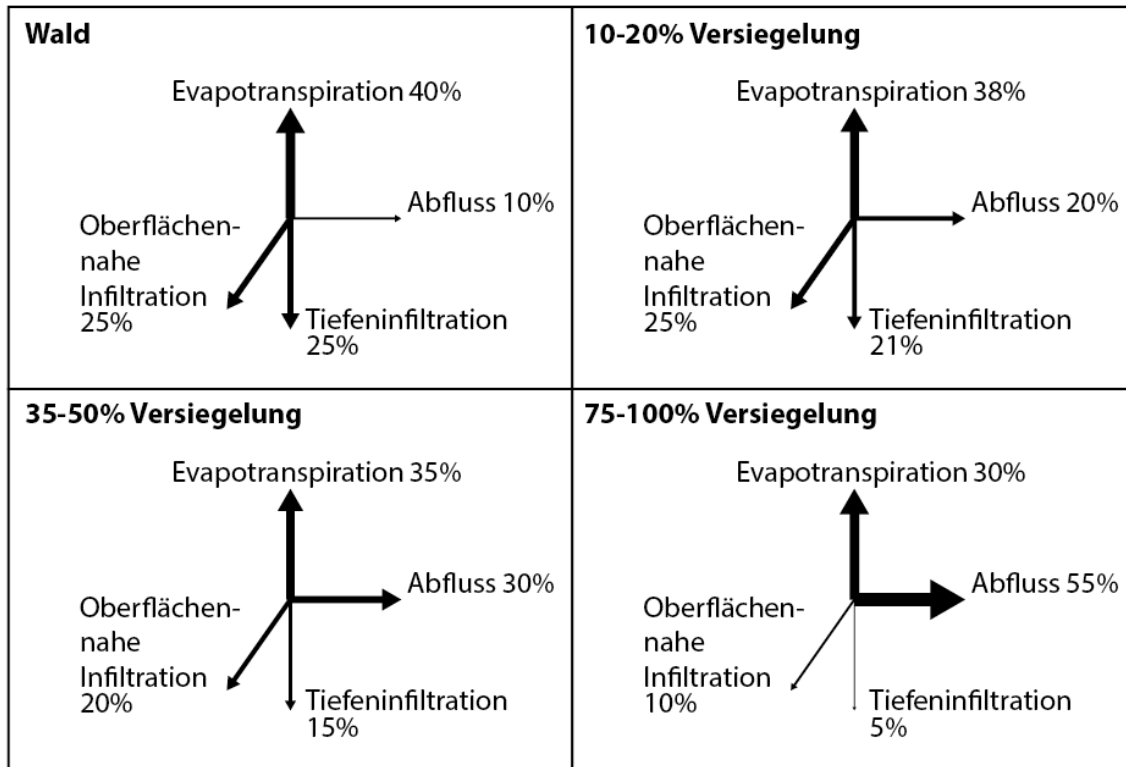 Wald
Evapotranspiration 40%
Abfluss 10%
Oberflächen-
nahe
Infiltration
25%
Tiefeninfiltration
25%
10-20% Versiegelung
Evapotranspiration 38%
Abfluss 20%
Oberflächen-
nahe
Infiltration
25%
Tiefeninfiltration
21%
35-50% Versiegelung
Evapotranspiration 35%
Abfluss 30%
Oberflächen-
nahe
Infiltration
20%
Tiefeninfiltration
15%
75-100% Versiegelung
Evapotranspiration 30%
Abfluss 55%
Oberflächen-
nahe
Infiltration
10%
Tiefeninfiltration
5%